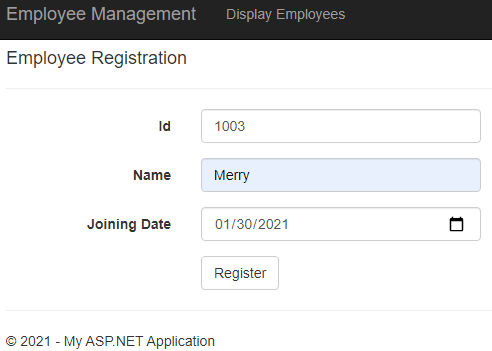 Employee Management Display Employees
Employee Registration
Id 1003
Name Merry
Joining Date 01/30/2021
Register
© 2021 - My ASP.NET Application